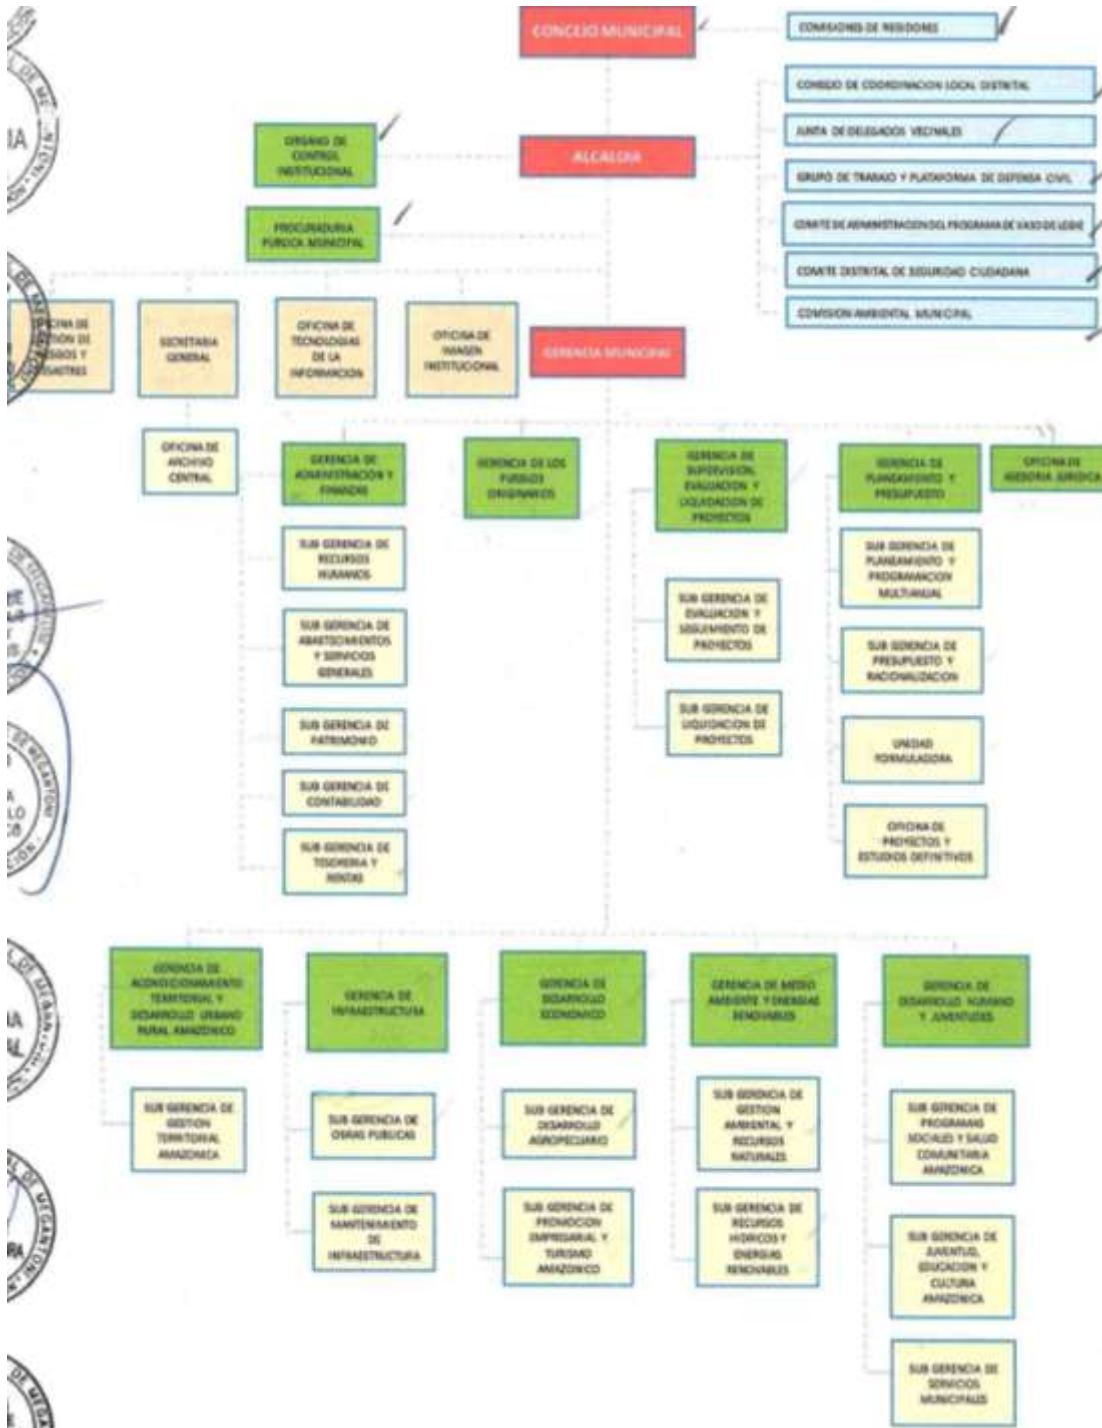 CONCEJO MUNICIPAL
COMISIONES DE REGIDORES
CONSEJO DE COORDINACION LOCAL DISTRITAL
JUNTA DE DELEGADOS VECINALES
GRUPO DE TRABAJO Y PLATAFORMA DE DEFENSA CIVIL
COMITE DE ADMINISTRACION DEL PROGRAMA DE VASO DE LECHE
COMITE DISTRITAL DE SEGURIDAD CIUDADANA
COMISION AMBIENTAL MUNICIPAL
ORGANO DE
CONTROL
INSTITUCIONAL
ALCALDIA
PROCURADURIA
PUBLICA MUNICIPAL
OFICINA DE
GESTIÓN DE
RIESGOS Y
DESASTRES
SECRETARIA
GENERAL
OFICINA DE
TECNOLOGIAS
DE LA
INFORMACION
OFICINA DE
IMAGEN
INSTITUCIONAL
GERENCIA MUNICIPAL
OFICINA DE
ARCHIVO
CENTRAL
GERENCIA DE
ADMINISTRACION Y
FINANZAS
GERENCIA DE LOS
PUEBLOS
ORIGINARIOS
GERENCIA DE
SUPERVISION,
EVALUACION Y
LIQUIDACION DE
PROYECTOS
GERENCIA DE
PLANEAMIENTO Y
PRESUPUESTO
OFICINA DE
ASESORIA JURIDICA
SUB GERENCIA DE
RECURSOS
HUMANOS
SUB GERENCIA DE
ABASTECIMIENTOS
Y SERVICIOS
GENERALES
SUB GERENCIA DE
PATRIMONIO
SUB GERENCIA DE
CONTABILIDAD
SUB GERENCIA DE
TESORERIA Y
RENTAS
SUB GERENCIA DE
EVALUACION Y
SEGUIMIENTO DE
PROYECTOS
SUB GERENCIA DE
LIQUIDACION DE
PROYECTOS
SUB GERENCIA DE
PLANEAMIENTO Y
PROGRAMACION
MULTIANUAL
SUB GERENCIA DE
PRESUPUESTO Y
RACIONALIZACION
UNIDAD
FORMULADORA
OFICINA DE
PROYECTOS Y
ESTUDIOS DEFINITIVOS
GERENCIA DE
ACONDICIONAMIENTO
TERRITORIAL Y
DESARROLLO URBANO
RURAL AMAZONICO
GERENCIA DE
INFRAESTRUCTURA
GERENCIA DE
DESARROLLO
ECONOMICO
GERENCIA DE MEDIO
AMBIENTE Y ENERGIAS
RENOVABLES
GERENCIA DE
DESARROLLO HUMANO
Y JUVENTUDES
SUB GERENCIA DE
GESTION
TERRITORIAL
AMAZONICA
SUB GERENCIA DE
OBRAS PUBLICAS
SUB GERENCIA DE
MANTENIMIENTO
DE
INFRAESTRUCTURA
SUB GERENCIA DE
DESARROLLO
AGROPECUARIO
SUB GERENCIA DE
PROMOCION
EMPRESARIAL Y
TURISMO
AMAZONICO
SUB GERENCIA DE
GESTION
AMBIENTAL Y
RECURSOS
NATURALES
SUB GERENCIA DE
RECURSOS
HIDRICOS Y
ENERGIAS
RENOVABLES
SUB GERENCIA DE
PROGRAMAS
SOCIALES Y SALUD
COMUNITARIA
AMAZONICA
SUB GERENCIA DE
JUVENTUD,
EDUCACION Y
CULTURA
AMAZONICA
SUB GERENCIA DE
SERVICIOS
MUNICIPALES